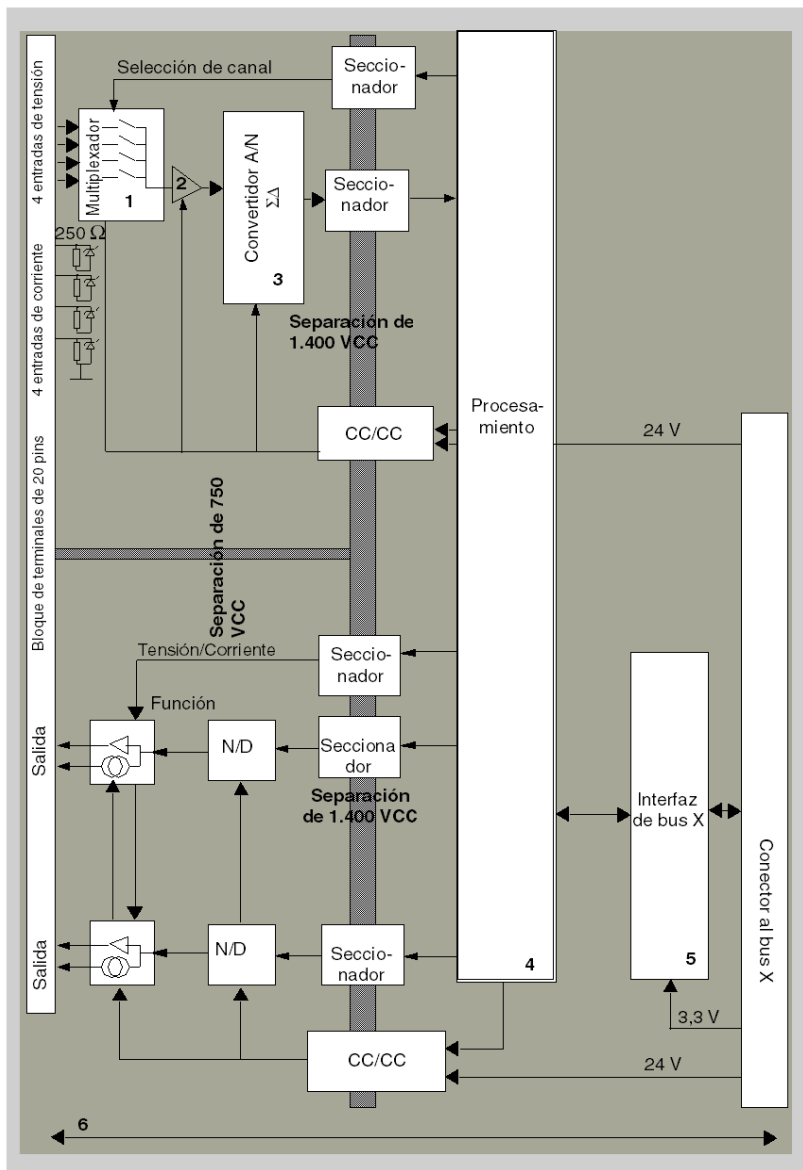 4 entradas de tensión
4 entradas de corriente
Bloque de terminales de 20 pins
Salida
Salida
Selección de canal
Seccio-
nador
Multiplexador
1
2
Convertidor A/N
ΣΔ
3
Seccio-
nador
250 Ω
Separación de
1.400 VCC
CC/CC
Procesa-
miento
24 V
Separación de 750
VCC
Tensión/Corriente
Seccio-
nador
Función
N/D
Secciona
dor
Separación
de 1.400 VCC
Interfaz
de bus X
Conector al bus X
N/D
Seccio-
nador
4
5
3,3 V
CC/CC
24 V
6